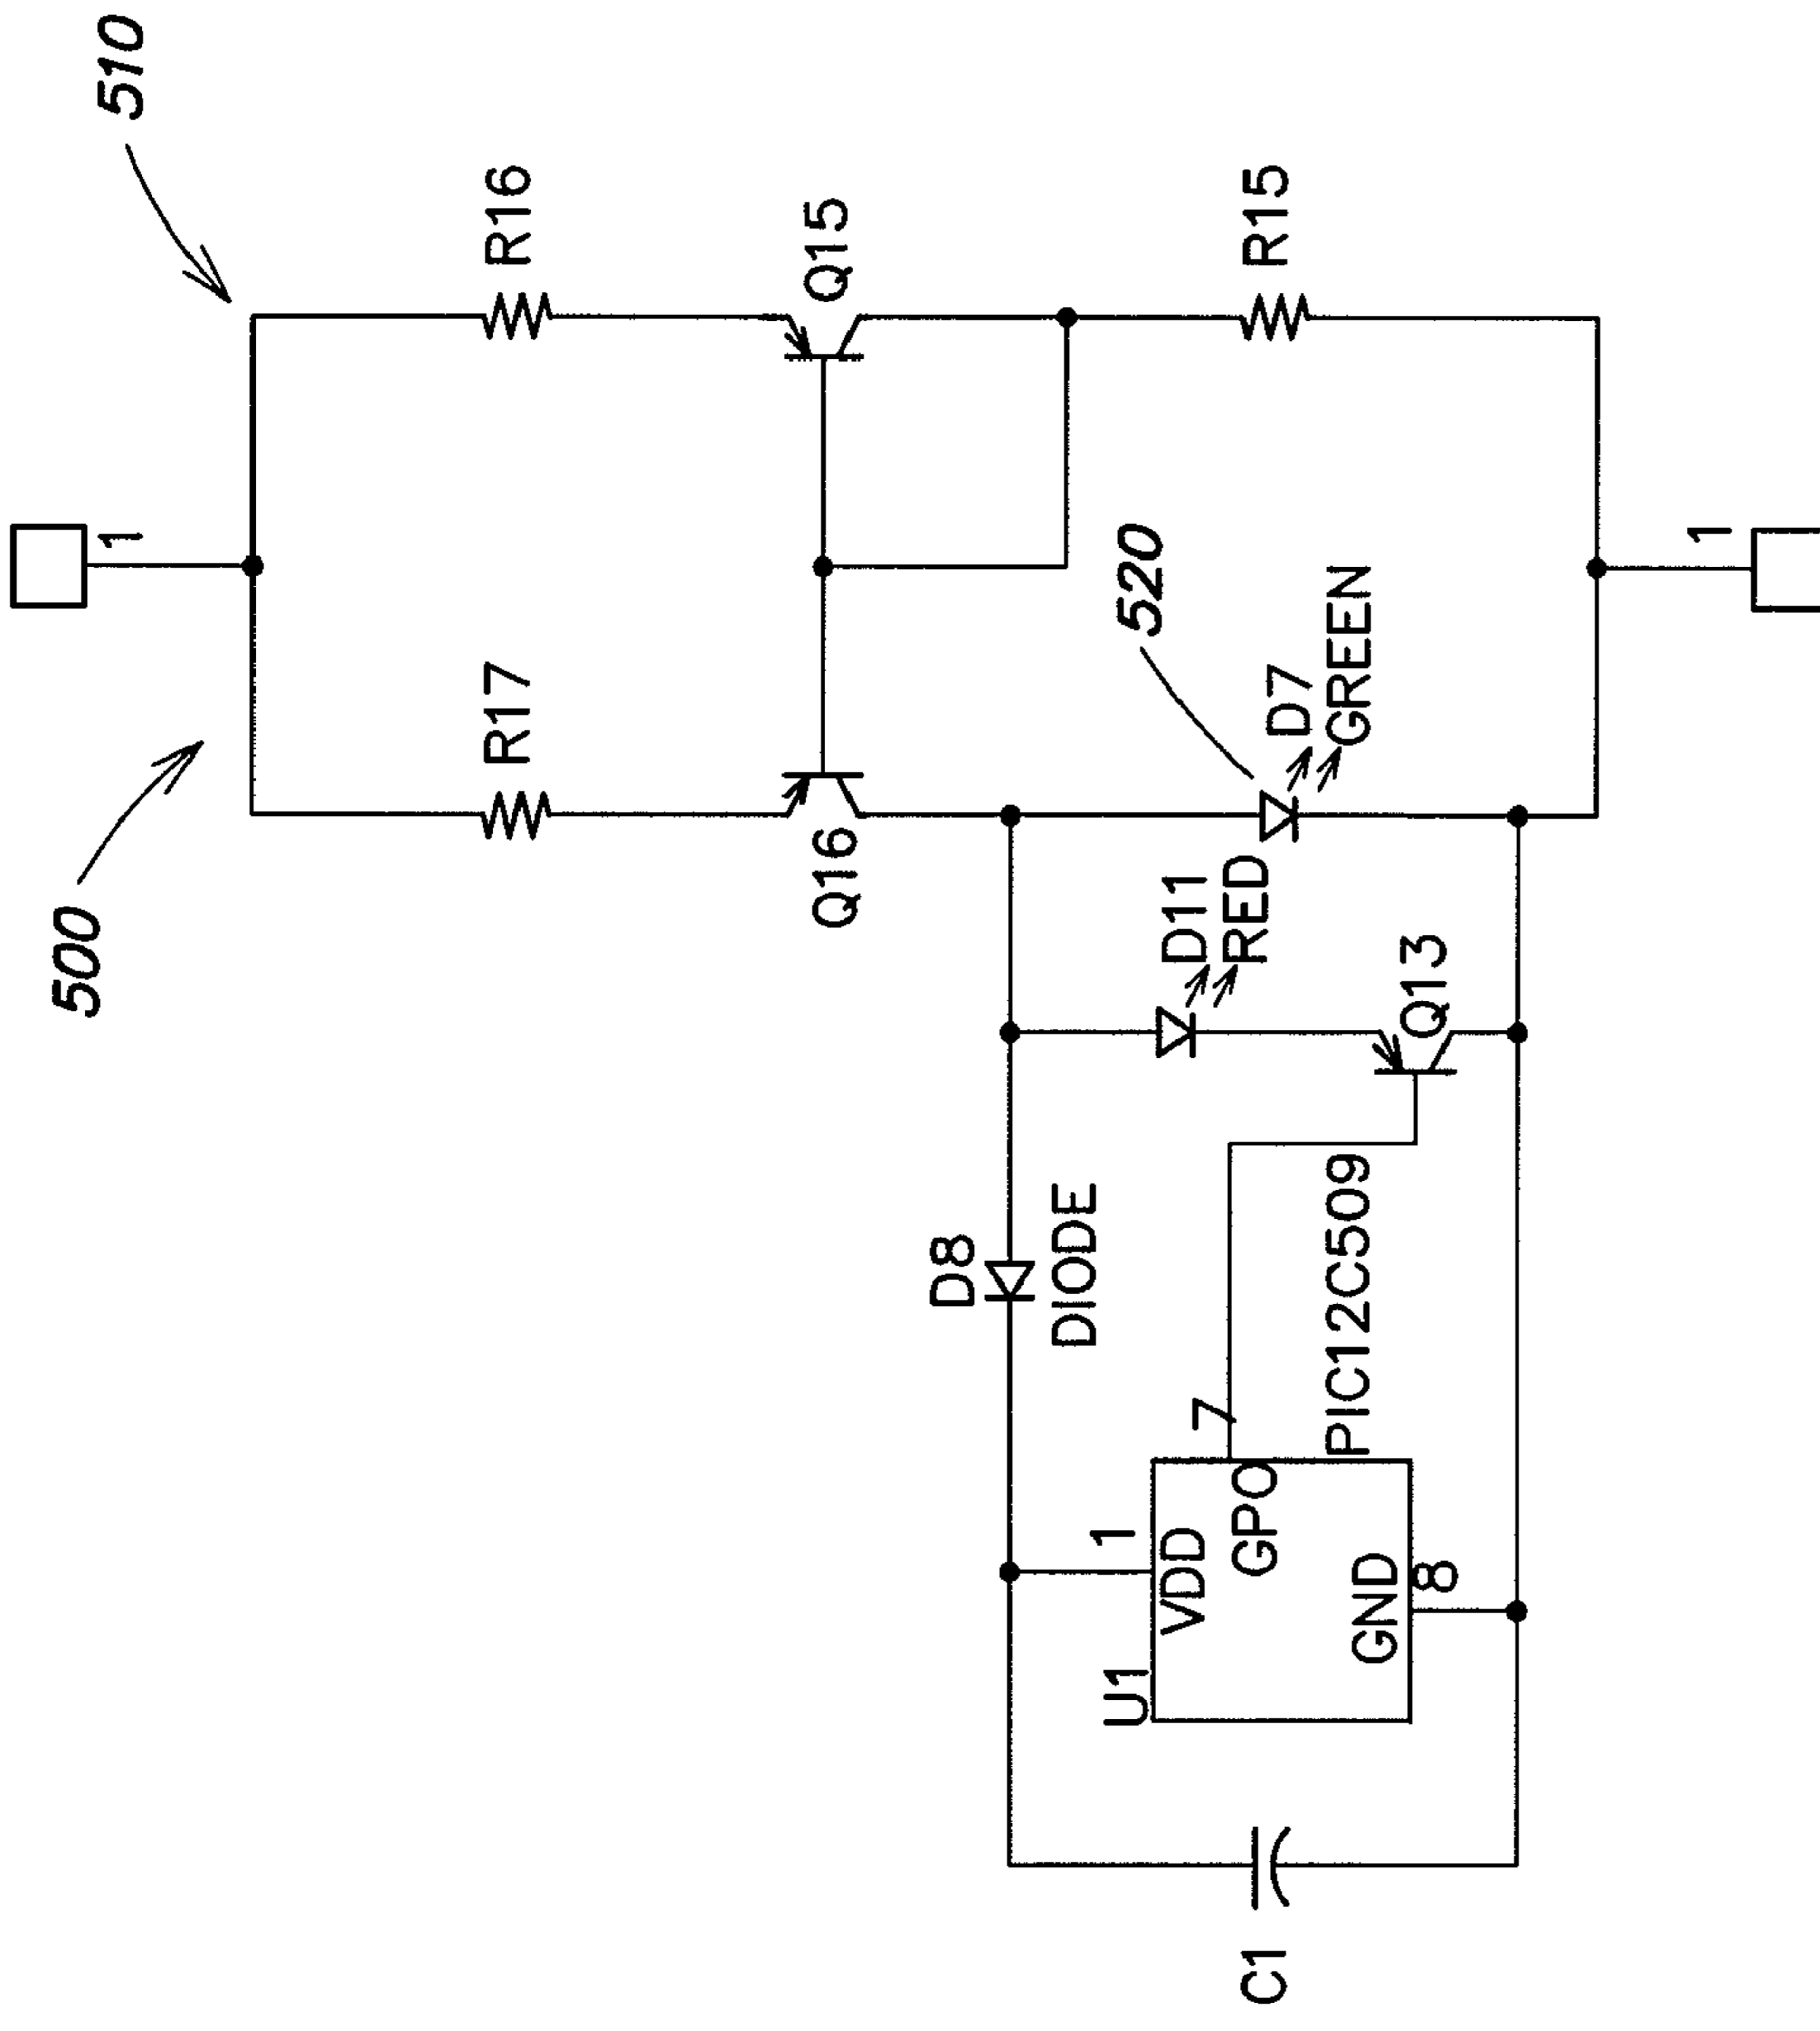 510
500
1
R16
R17
Q15
Q16
R15
520
D7
GREEN
D11
RED
Q13
D8
DIODE
7
PIC12C509
1
VDD
GPO
U1
GND
8
C1
1